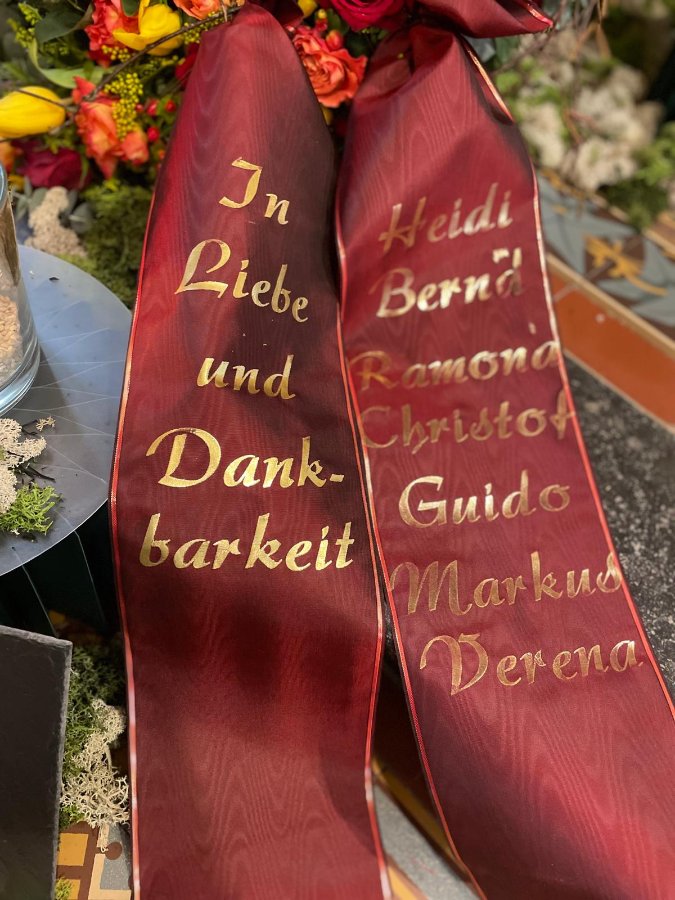 In
Liebe
und
Dank-
barkeit
Heidi
Bernd
Ramona
Christof
Guido
Markus
Verena